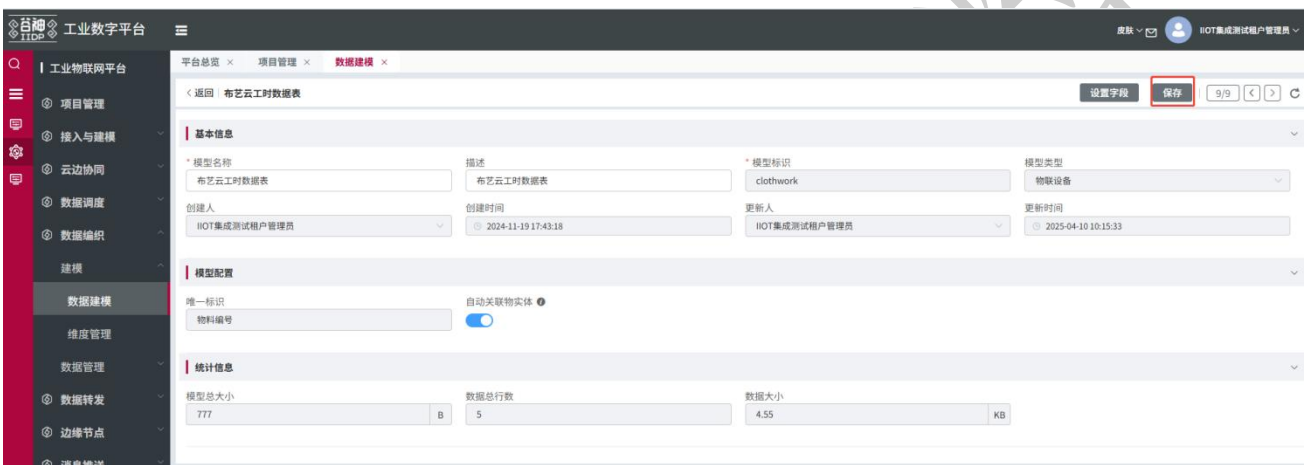 谷神 IIDP 工业数字平台 皮肤 IIOT集成测试租户管理员
工业物联网平台
项目管理
接入与建模
云边协同
数据调度
数据编织
建模
数据建模
维度管理
数据管理
数据转发
边缘节点
消息推送
平台总览 × 项目管理 × 数据建模 ×
返回 布艺云工时数据表 设置字段 保存 9/9
基本信息
* 模型名称 描述 * 模型标识 模型类型
布艺云工时数据表 布艺云工时数据表 clothwork 物联设备
创建人 创建时间 更新人 更新时间
IIOT集成测试租户管理员 2024-11-19 17:43:18 IIOT集成测试租户管理员 2025-04-10 10:15:33
模型配置
唯一标识 自动关联物实体
物料编号
统计信息
模型总大小 数据总行数 数据大小
777 B 5 4.55 KB